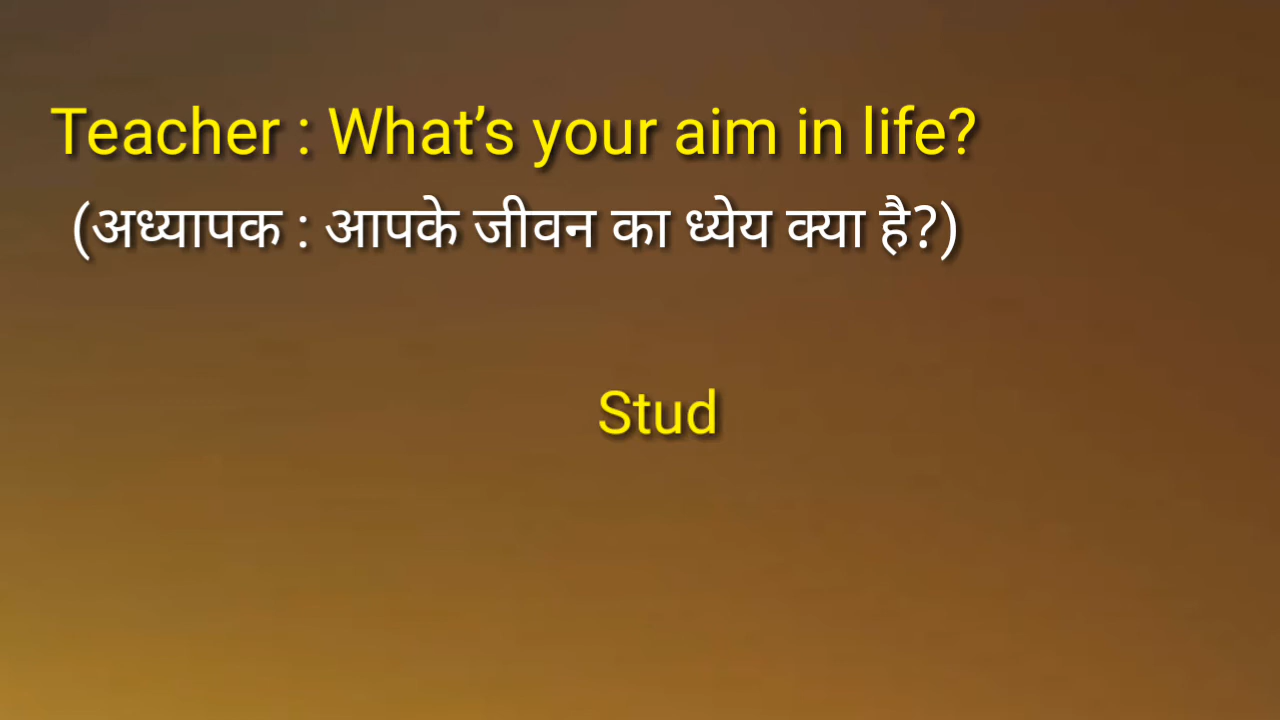 Teacher : What’s your aim in life?
(अध्यापक : आपके जीवन का ध्येय क्या है?)
Stud